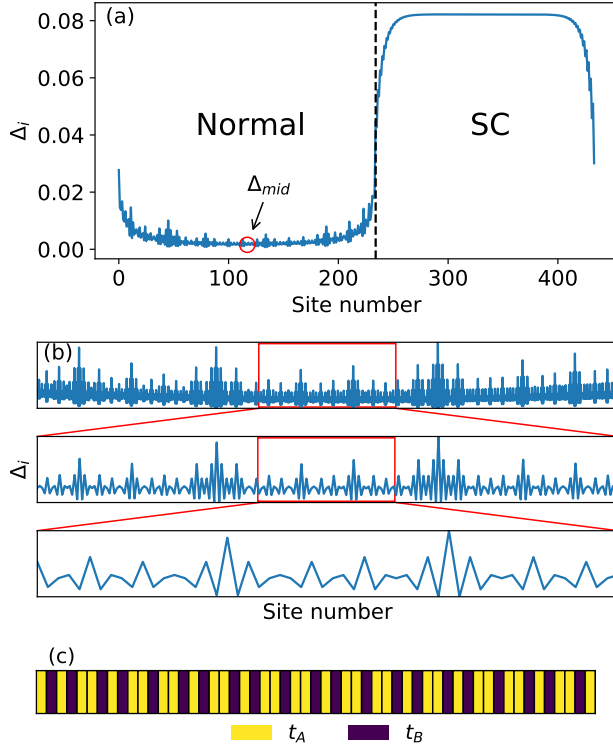 (a)
0.08
0.06
0.04
0.02
0.00
Δi
Normal
SC
Δmid
0
100
200
300
400
Site number
(b)
Δi
Site number
(c)
tA
tB